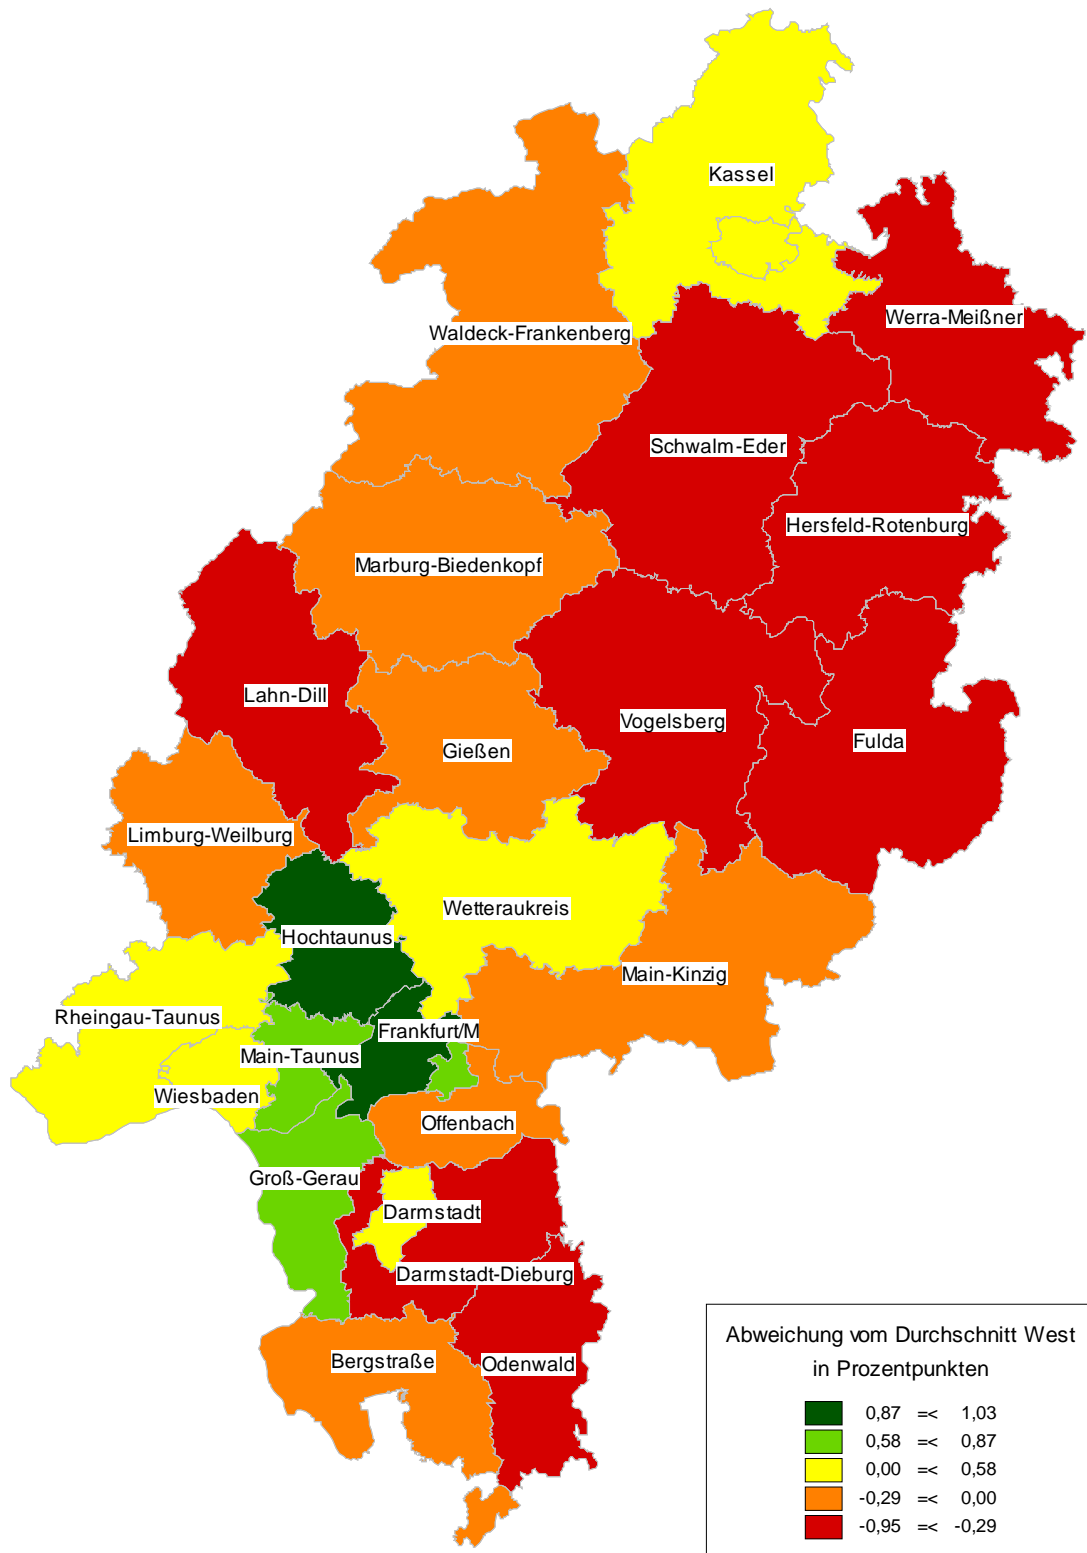 Kassel
Werra-Meißner
Waldeck-Frankenberg
Schwalm-Eder
Hersfeld-Rotenburg
Marburg-Biedenkopf
Lahn-Dill
Vogelsberg
Fulda
Gießen
Limburg-Weilburg
Wetteraukreis
Hochtaunus
Main-Kinzig
Rheingau-Taunus
Frankfurt/M
Main-Taunus
Wiesbaden
Offenbach
Groß-Gerau
Darmstadt
Darmstadt-Dieburg
Bergstraße
Odenwald
Abweichung vom Durchschnitt West
in Prozentpunkten
0,87 =< 1,03
0,58 =< 0,87
0,00 =< 0,58
-0,29 =< 0,00
-0,95 =< -0,29